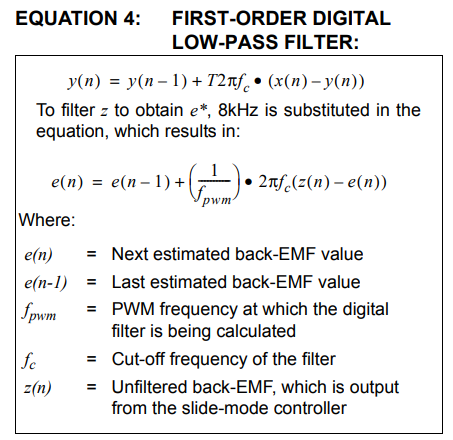 EQUATION 4: FIRST-ORDER DIGITAL
LOW-PASS FILTER:
y(n) = y(n – 1) + T2πf_c • (x(n) – y(n))
To filter z to obtain e*, 8kHz is substituted in the
equation, which results in:
e(n) = e(n – 1) + (1/f_pwm) • 2πf_c(z(n) – e(n))
Where:
e(n) = Next estimated back-EMF value
e(n-1) = Last estimated back-EMF value
f_pwm = PWM frequency at which the digital
filter is being calculated
f_c = Cut-off frequency of the filter
z(n) = Unfiltered back-EMF, which is output
from the slide-mode controller